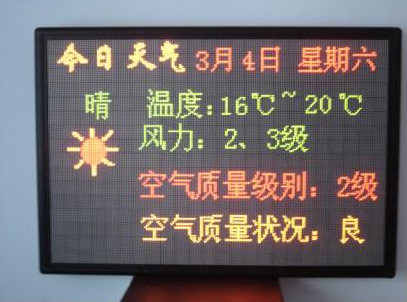 今日天气 3月4日 星期六
晴 温度:16℃~20℃
风力: 2、3级
空气质量级别: 2级
空气质量状况: 良